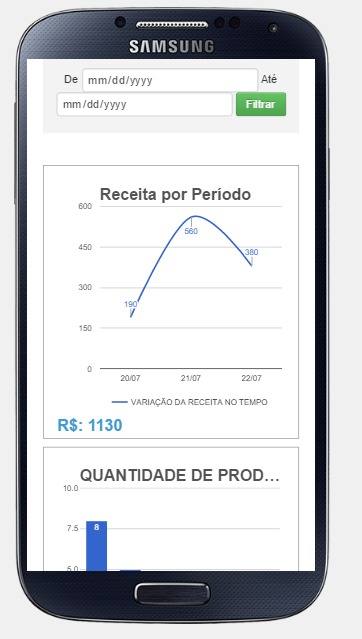 SAMSUNG
De mm/dd/yyyy Até
mm/dd/yyyy Filtrar
Receita por Período
600
450
300
150
0
190
560
380
20/07 21/07 22/07
VARIAÇÃO DA RECEITA NO TEMPO
R$: 1130
QUANTIDADE DE PROD...
10.0
7.5
5.0
8